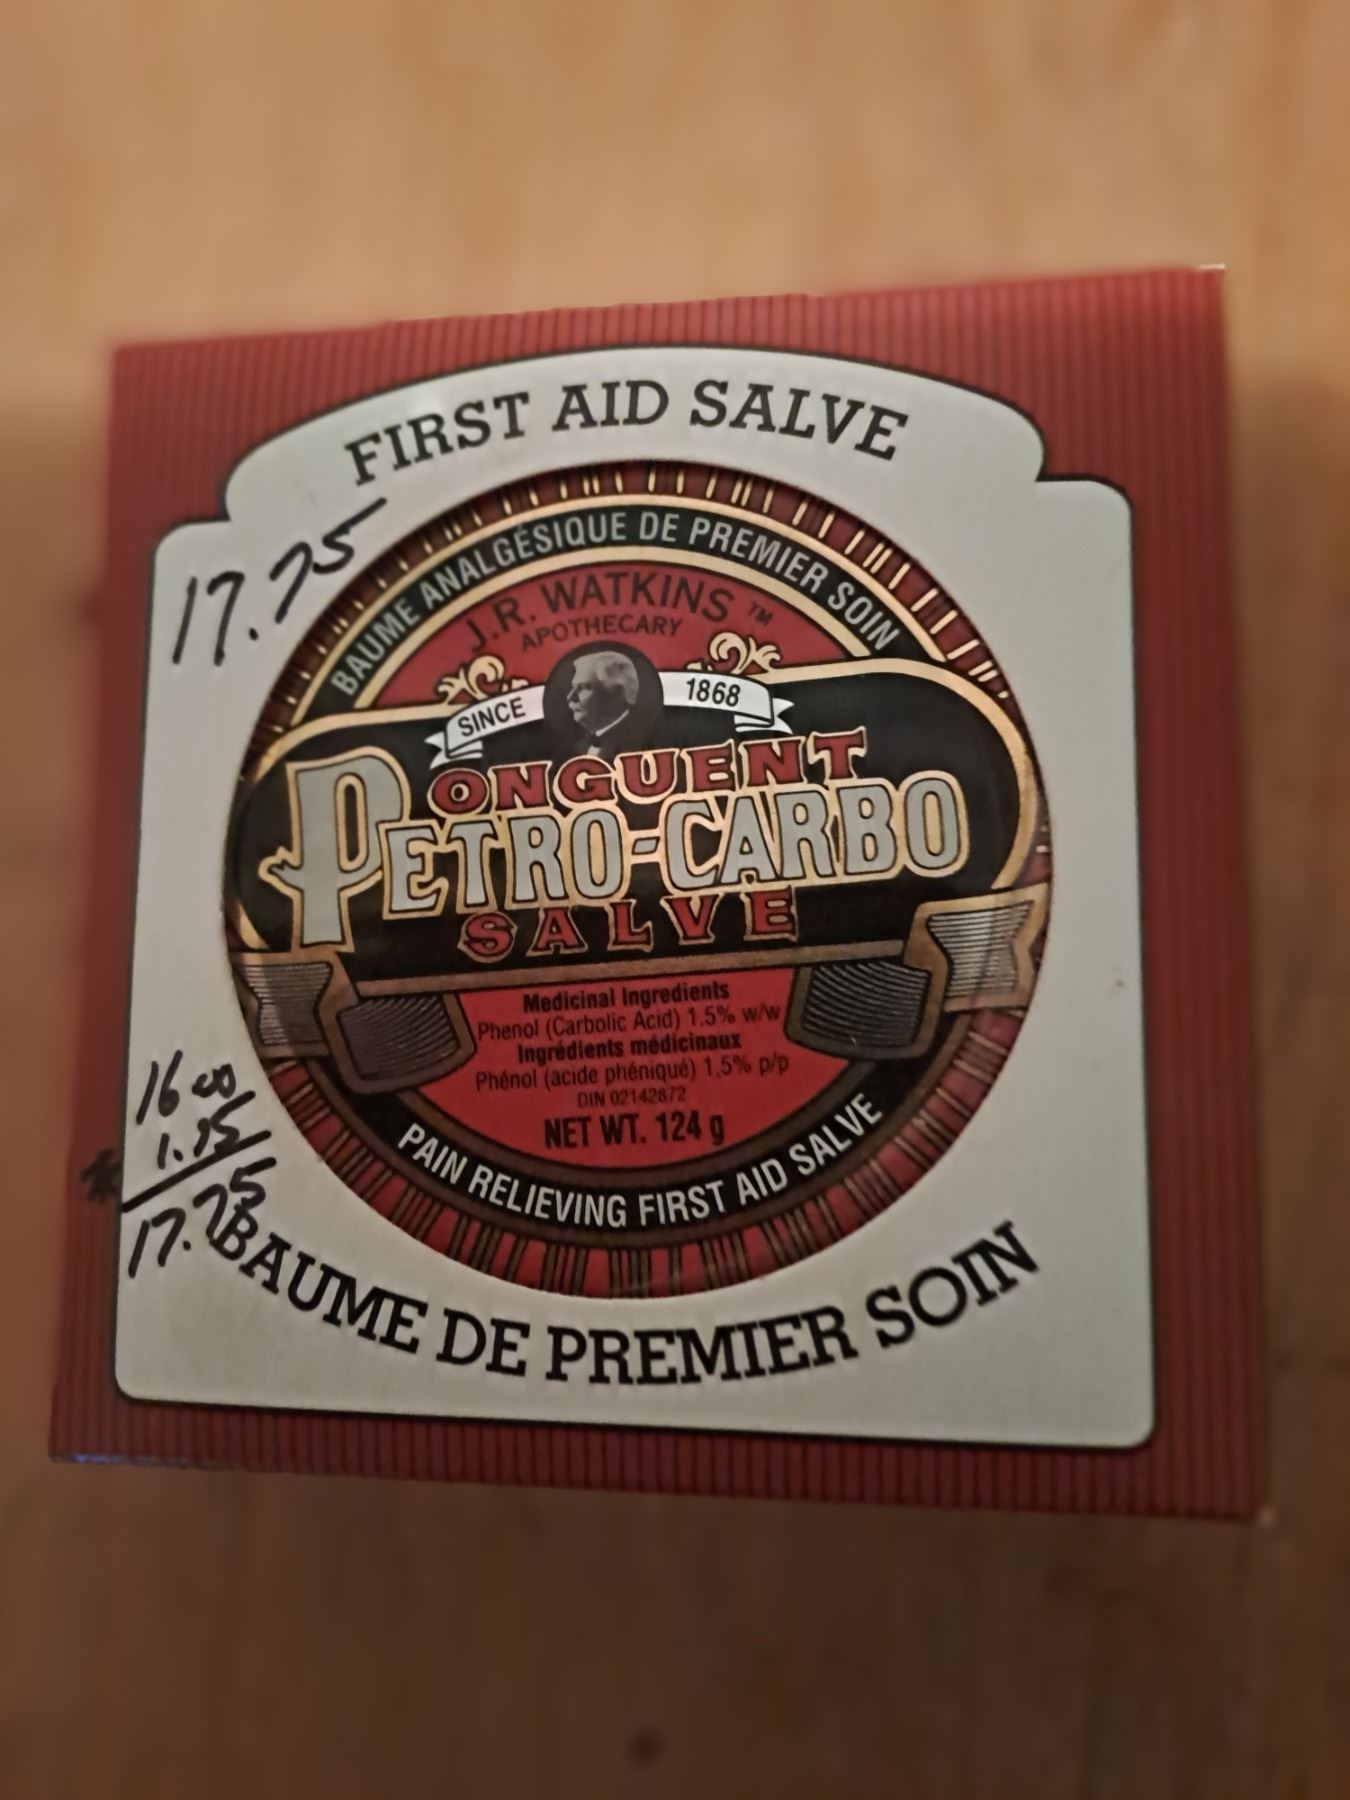 FIRST AID SALVE
17.75
BAUME ANALGÉSIQUE DE PREMIER SOIN
J.R. WATKINS ™
APOTHECARY
SINCE 1868
ONGUENT
PETRO-CARBO
SALVE
Medicinal Ingredients
Phenol (Carbolic Acid) 1.5% w/w
Ingrédients médicinaux
Phénol (acide phéniqué) 1,5% p/p
DIN 02142872
NET WT. 124 g
PAIN RELIEVING FIRST AID SALVE
16 00
1.75
17.75
BAUME DE PREMIER SOIN